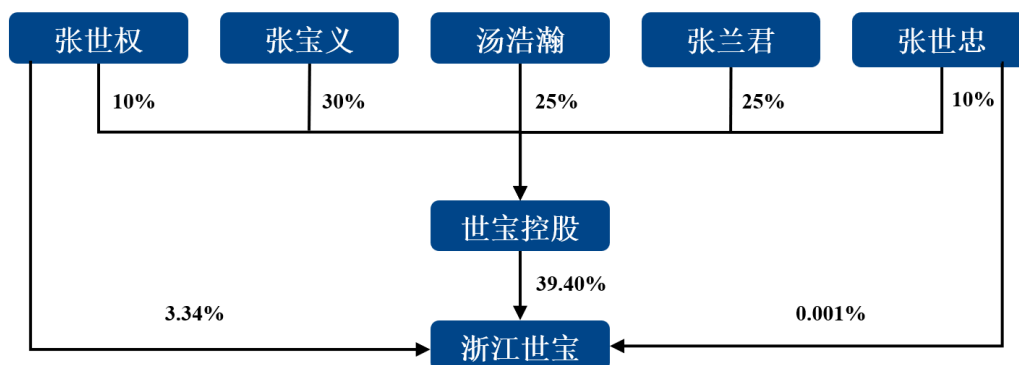 张世权 张宝义 汤浩瀚 张兰君 张世忠
10% 30% 25% 25% 10%
世宝控股
39.40%
3.34% 0.001%
浙江世宝